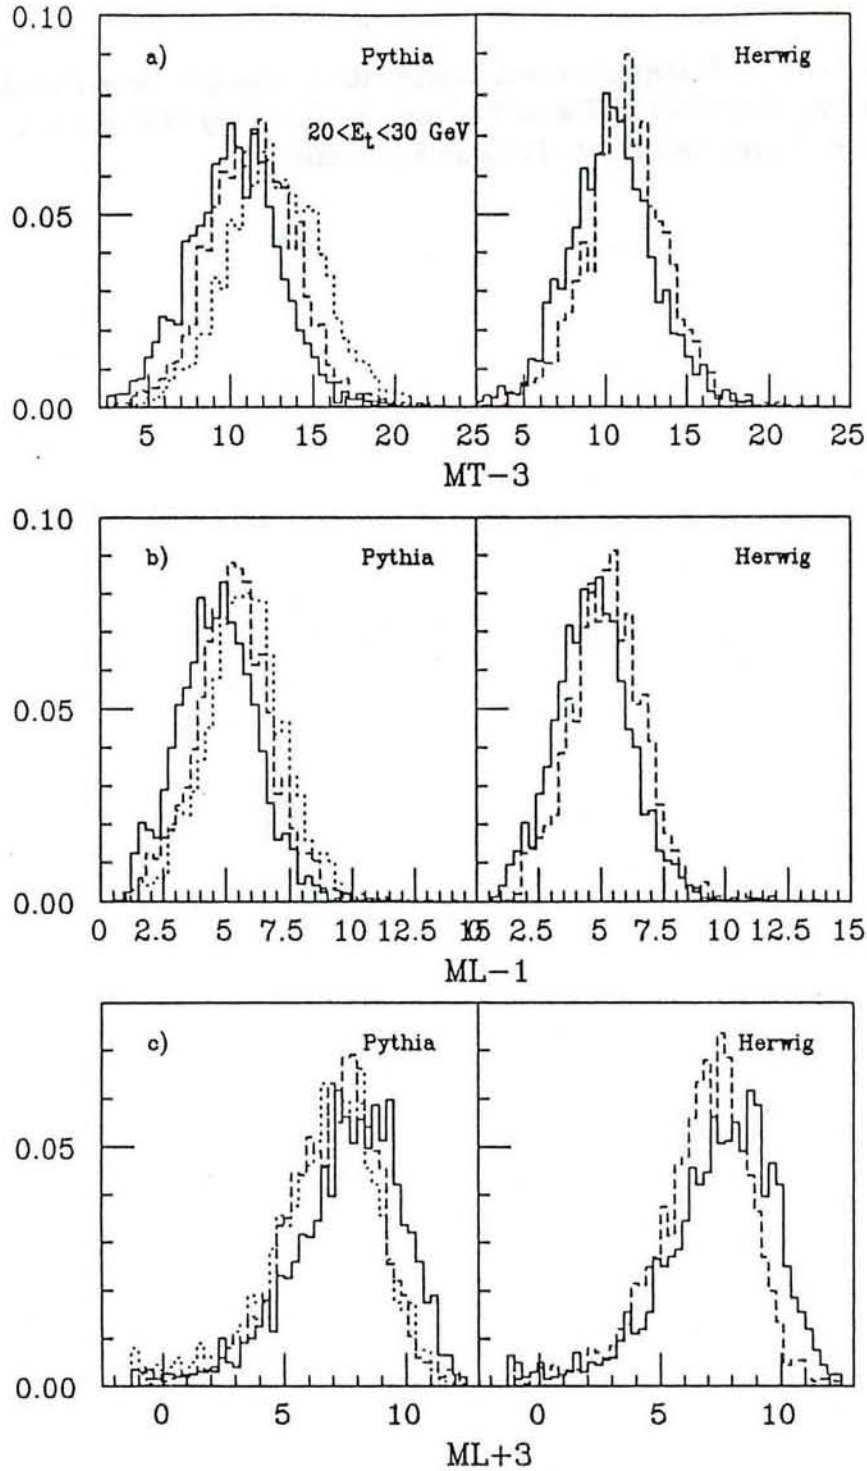 0.10
a) Pythia Herwig
20<E_t<30 GeV
0.05
0.00
5 10 15 20 25 5 10 15 20 25
MT−3
0.10
b) Pythia Herwig
0.05
0.00
0 2.5 5 7.5 10 12.5 15 2.5 5 7.5 10 12.5 15
ML−1
c) Pythia Herwig
0.05
0.00
0 5 10 0 5 10
ML+3